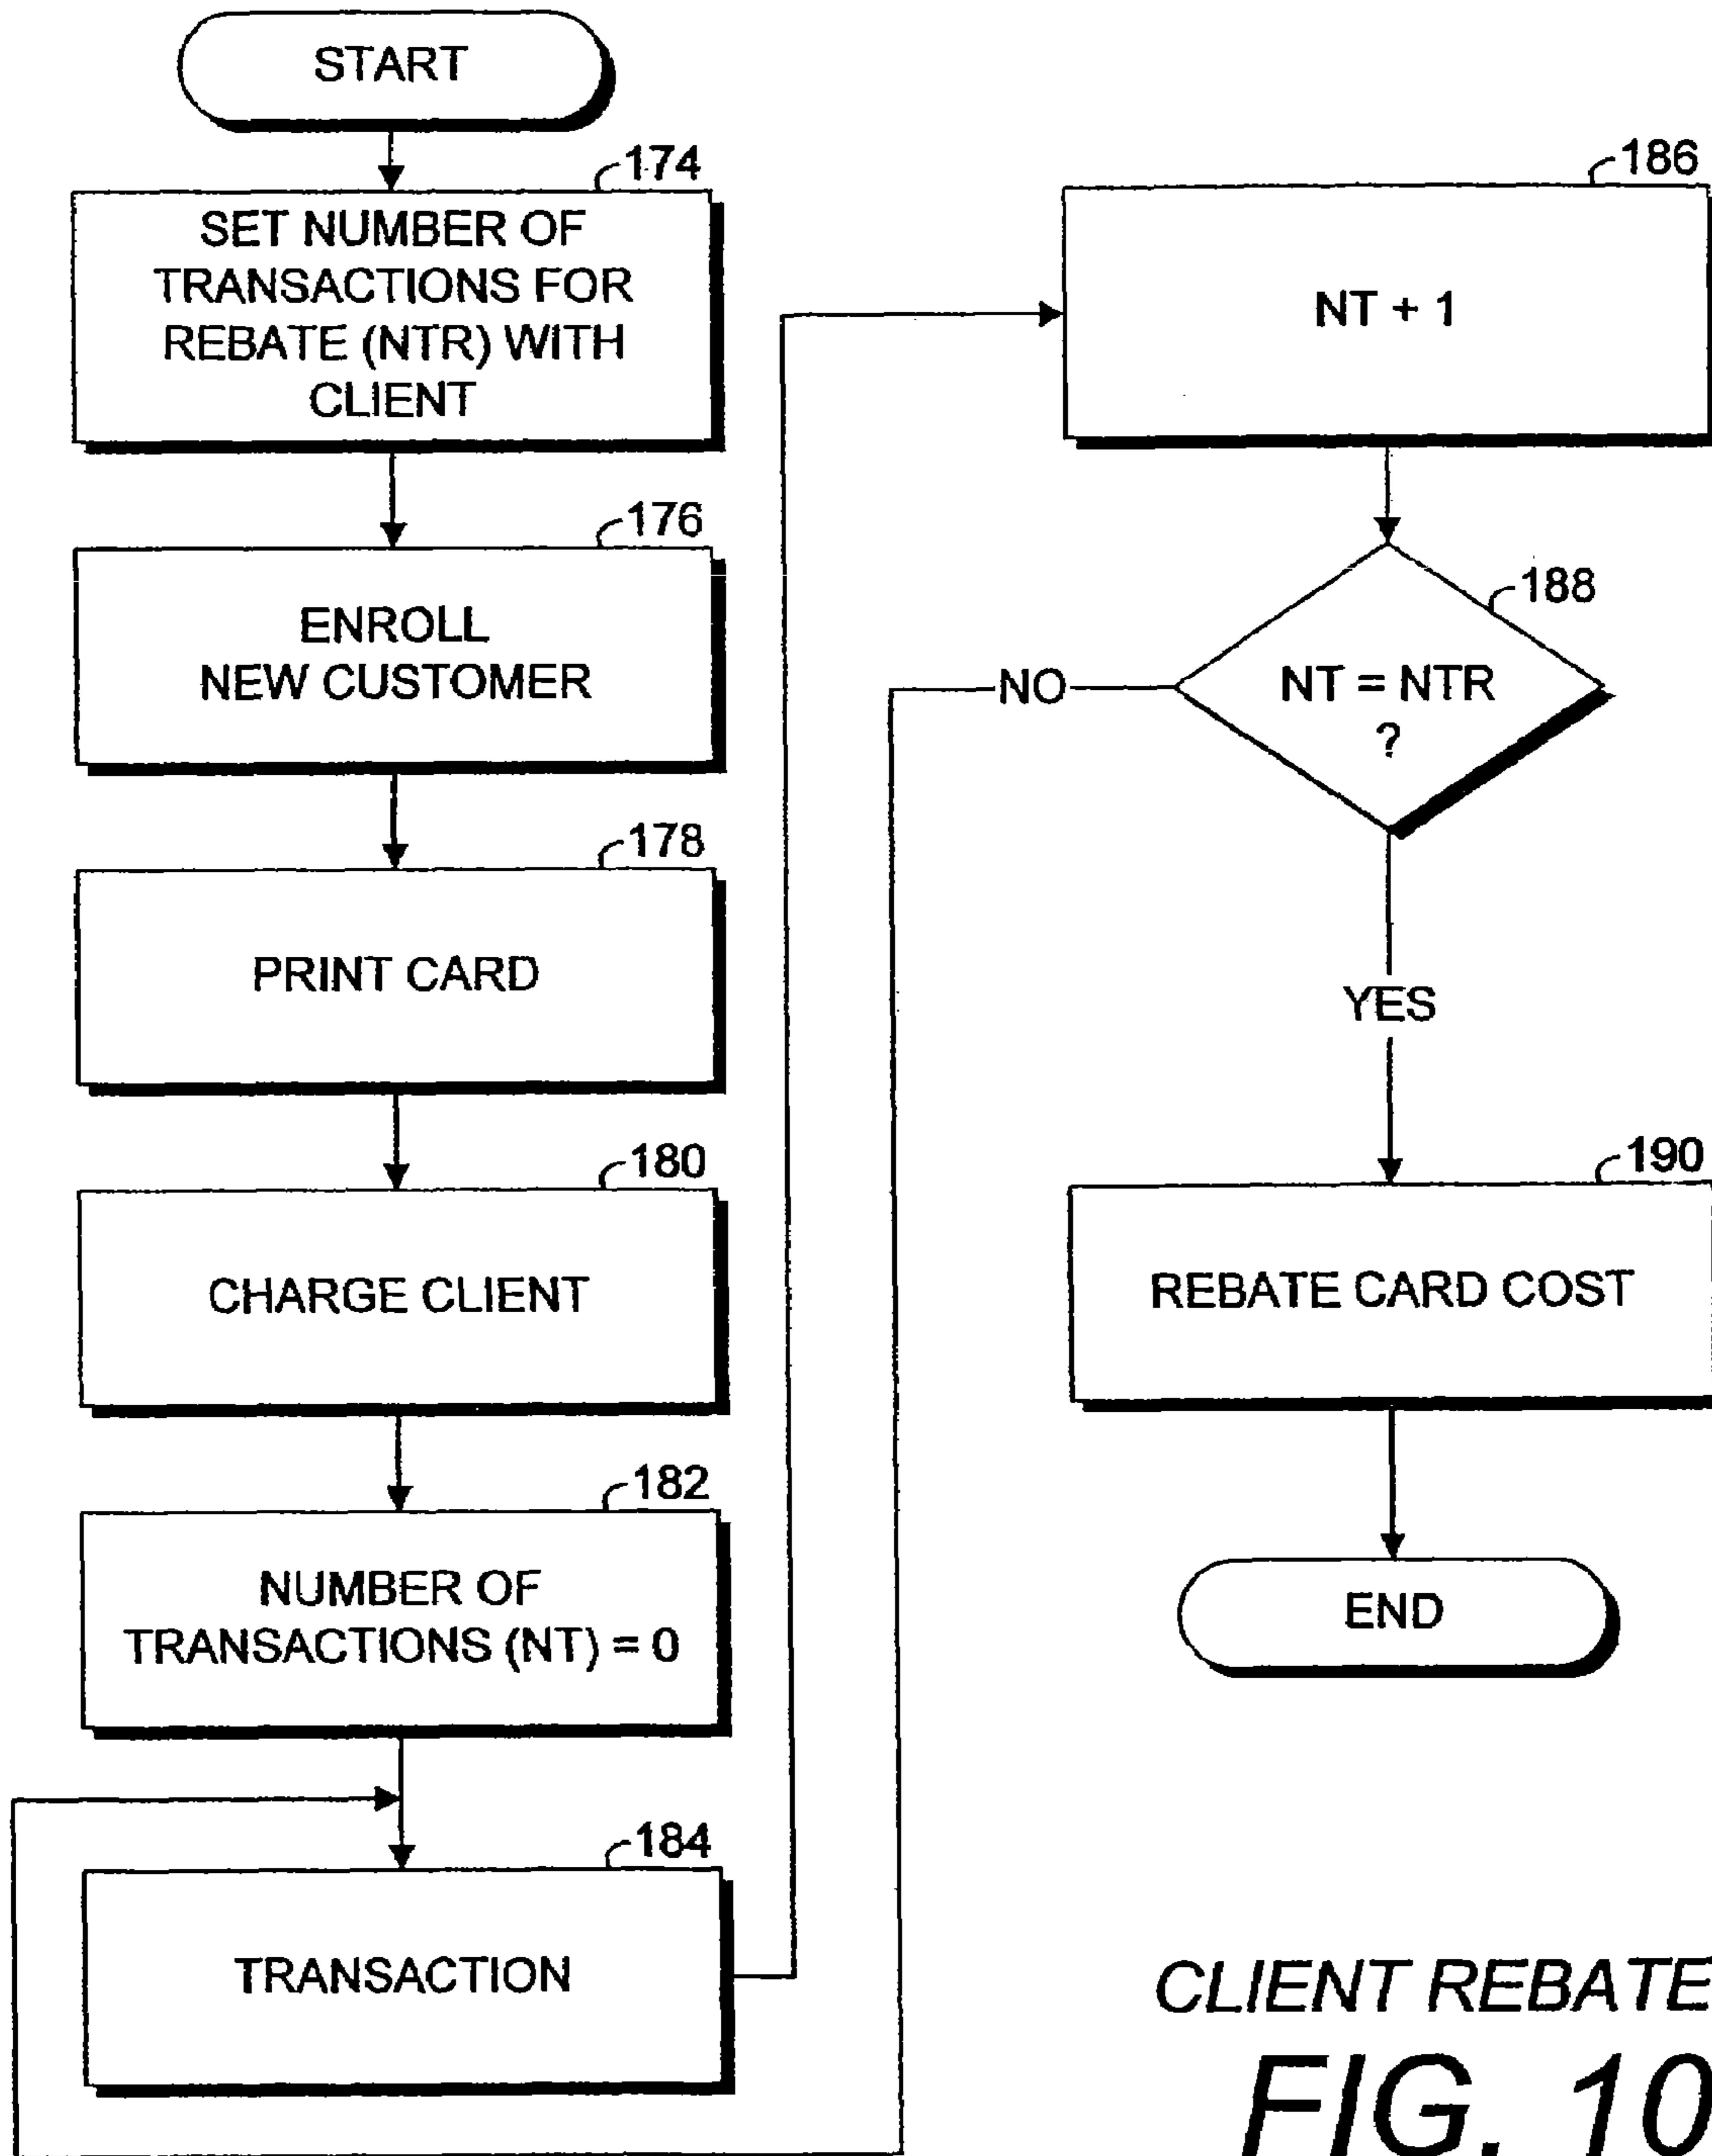 START
174
SET NUMBER OF
TRANSACTIONS FOR
REBATE (NTR) WITH
CLIENT
176
ENROLL
NEW CUSTOMER
178
PRINT CARD
180
CHARGE CLIENT
182
NUMBER OF
TRANSACTIONS (NT) = 0
184
TRANSACTION
186
NT + 1
188
NT = NTR
?
NO
YES
190
REBATE CARD COST
END
CLIENT REBATE
FIG. 10